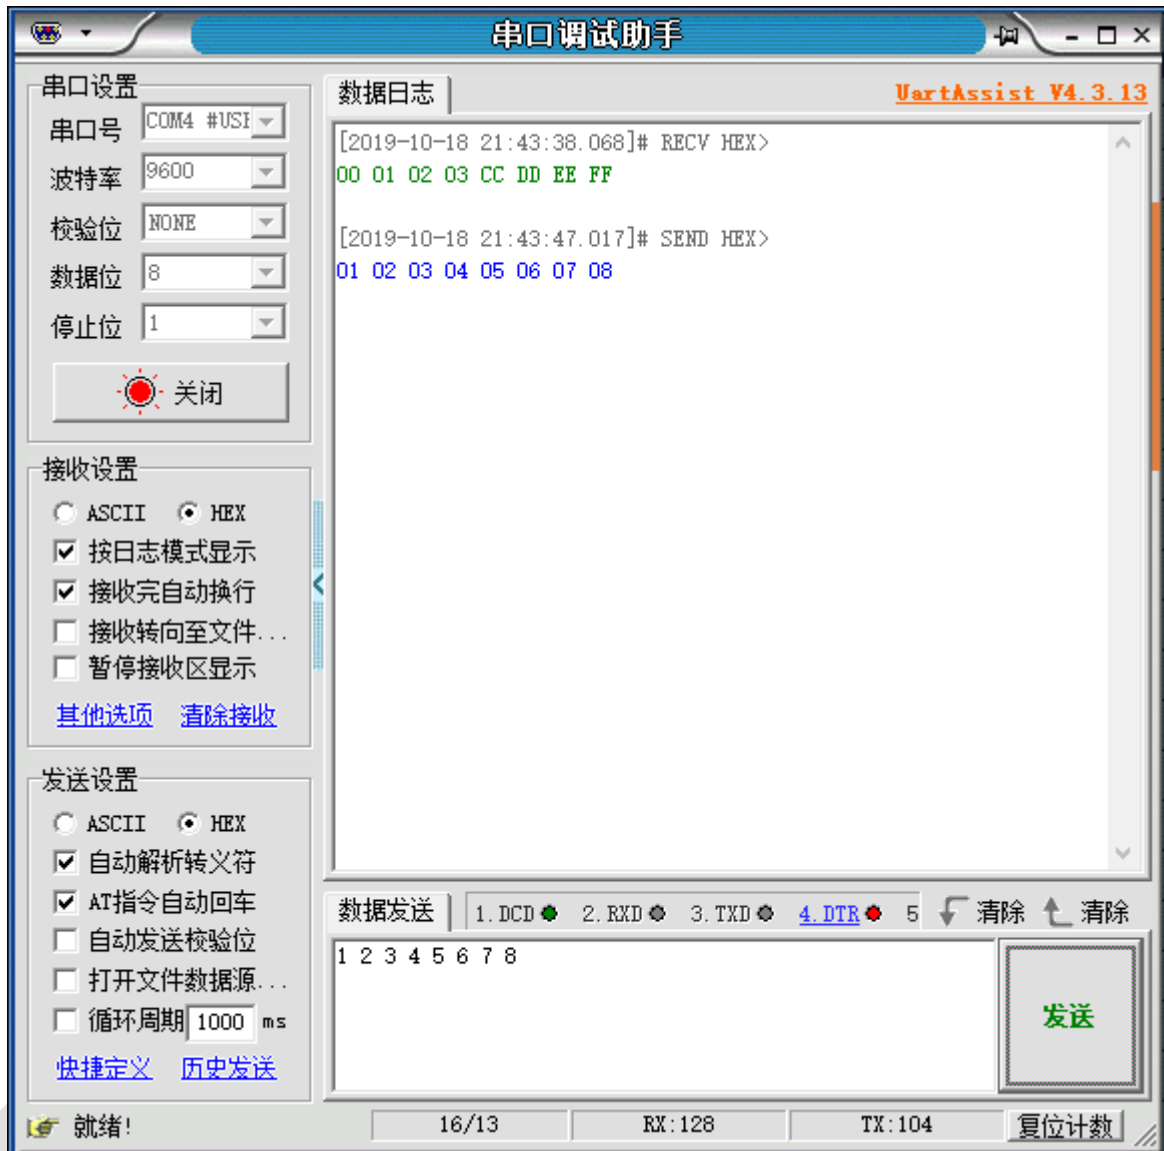 串口调试助手
串口设置
串口号 COM4 #USI
波特率 9600
校验位 NONE
数据位 8
停止位 1
关闭
接收设置
ASCII HEX
按日志模式显示
接收完自动换行
接收转向至文件...
暂停接收区显示
其他选项 清除接收
发送设置
ASCII HEX
自动解析转义符
AT指令自动回车
自动发送校验位
打开文件数据源...
循环周期 1000 ms
快捷定义 历史发送
数据日志 UartAssist V4.3.13
[2019-10-18 21:43:38.068]# RECV HEX>
00 01 02 03 CC DD EE FF
[2019-10-18 21:43:47.017]# SEND HEX>
01 02 03 04 05 06 07 08
数据发送 1.DCD 2.RXD 3.TXD 4.DTR 5 清除 清除
1 2 3 4 5 6 7 8
发送
就绪! 16/13 RX:128 TX:104 复位计数